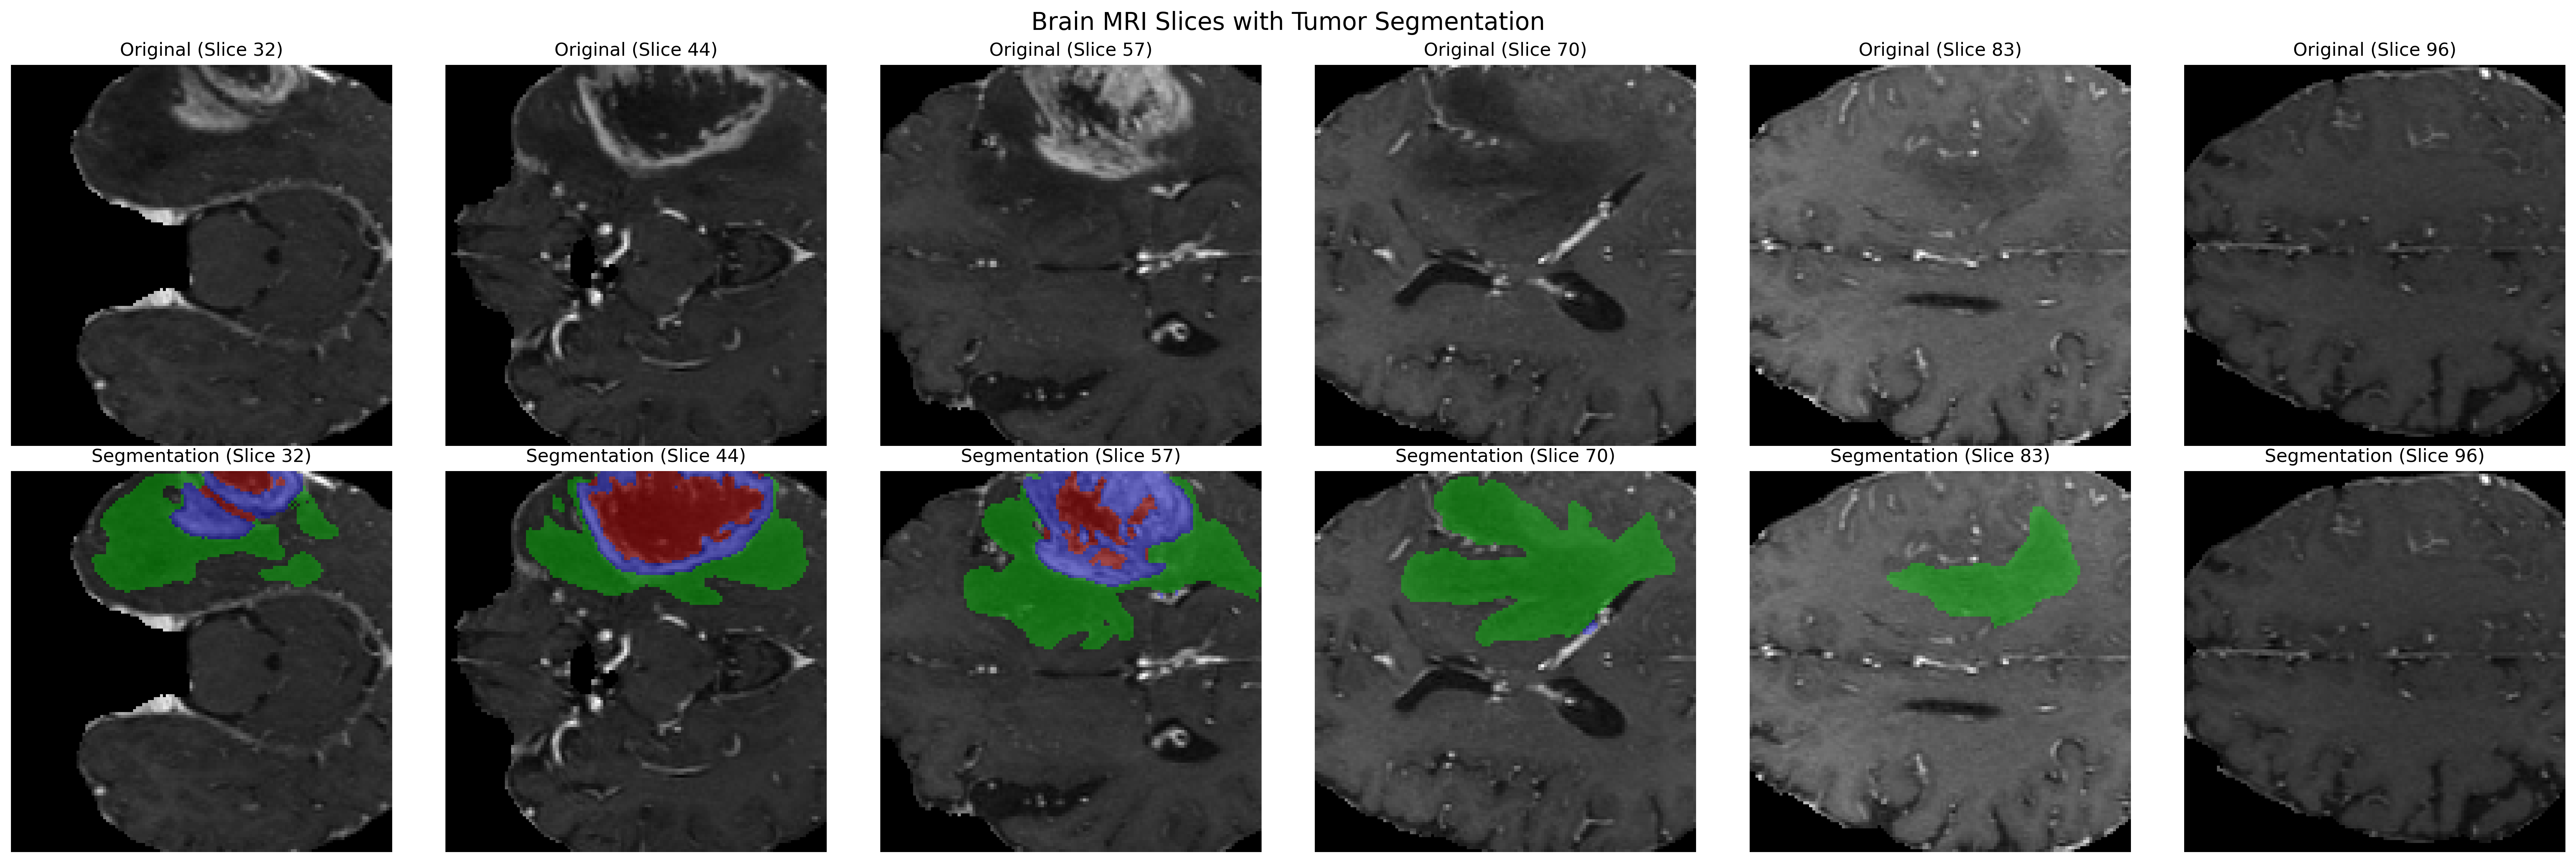 Brain MRI Slices with Tumor Segmentation
Original (Slice 32)
Original (Slice 44)
Original (Slice 57)
Original (Slice 70)
Original (Slice 83)
Original (Slice 96)
Segmentation (Slice 32)
Segmentation (Slice 44)
Segmentation (Slice 57)
Segmentation (Slice 70)
Segmentation (Slice 83)
Segmentation (Slice 96)